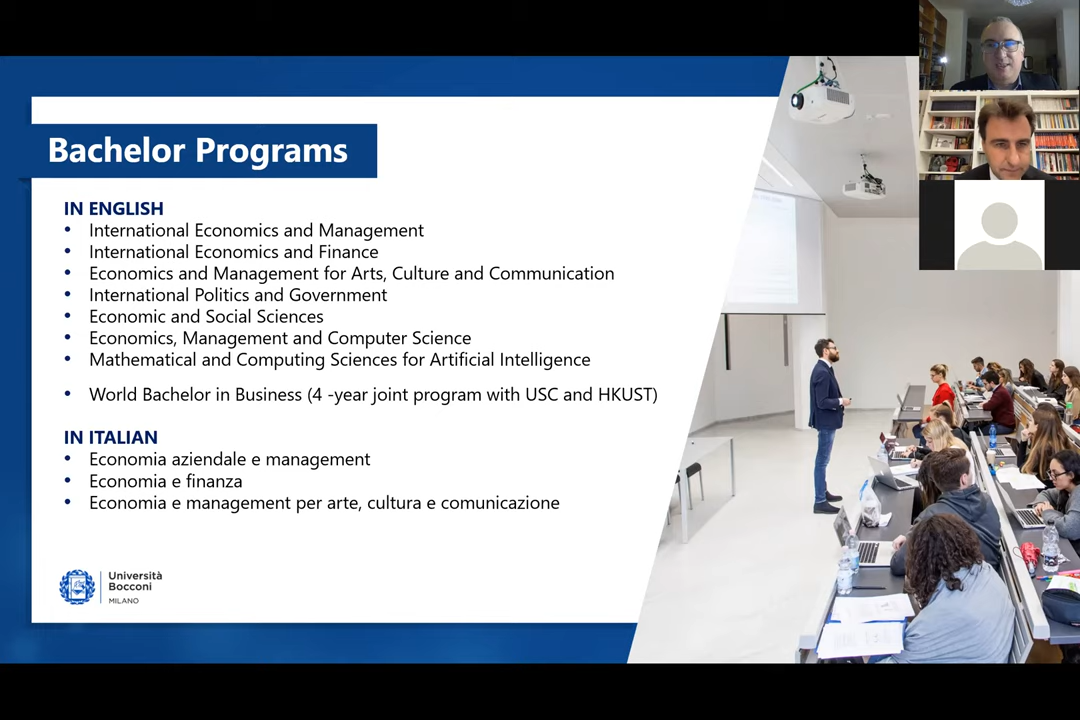 Bachelor Programs
IN ENGLISH
• International Economics and Management
• International Economics and Finance
• Economics and Management for Arts, Culture and Communication
• International Politics and Government
• Economic and Social Sciences
• Economics, Management and Computer Science
• Mathematical and Computing Sciences for Artificial Intelligence
• World Bachelor in Business (4 -year joint program with USC and HKUST)
IN ITALIAN
• Economia aziendale e management
• Economia e finanza
• Economia e management per arte, cultura e comunicazione
Università
Bocconi
MILANO